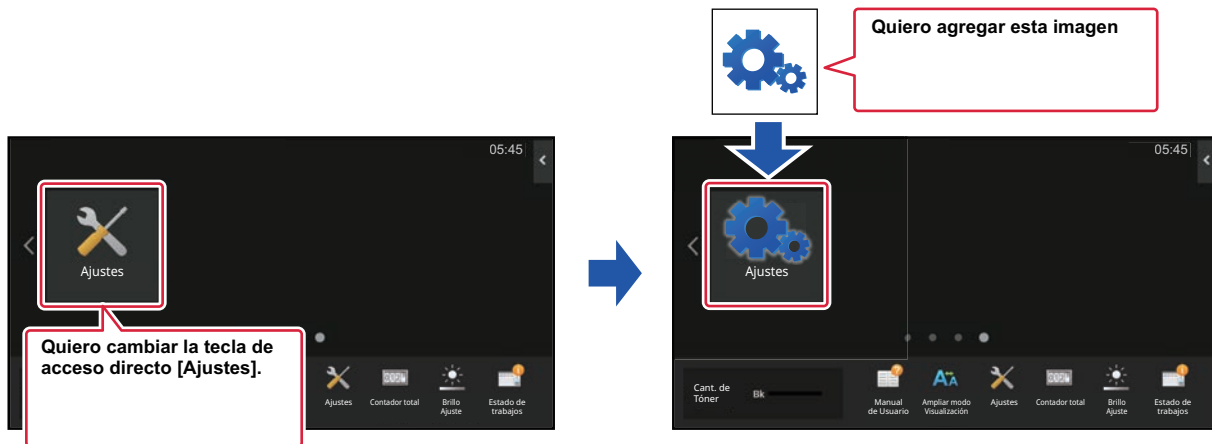 Quiero agregar esta imagen
05:45
Ajustes
Quiero cambiar la tecla de
acceso directo [Ajustes].
Ajustes
Contador total
Brillo
Ajuste
Estado de
trabajos
05:45
Ajustes
Cant. de
Tóner
Bk
Manual
de Usuario
Ampliar modo
Visualización
Ajustes
Contador total
Brillo
Ajuste
Estado de
trabajos